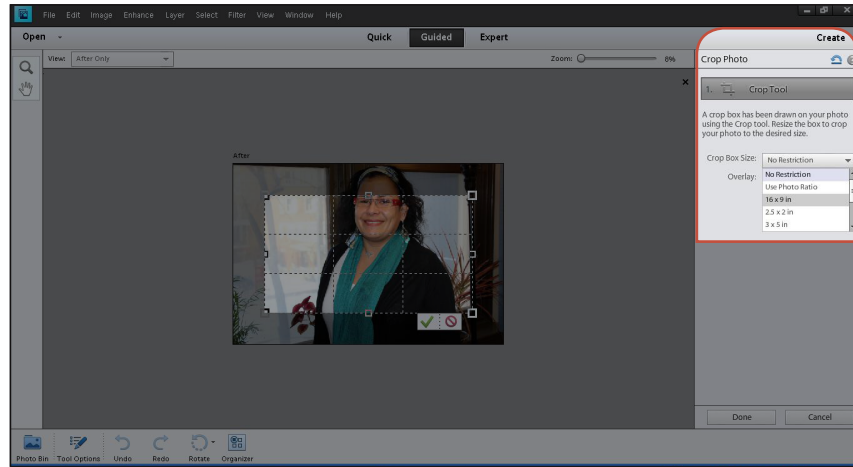 File Edit Image Enhance Layer Select Filter View Window Help
Open Quick Guided Expert Create
View: After Only Zoom: 6%
Crop Photo
1. Crop Tool
A crop box has been drawn on your photo
using the Crop tool. Resize the box to crop
your photo to the desired size.
Crop Box Size: No Restriction
Overlay: No Restriction
Use Photo Ratio
16 x 9 in
2.5 x 2 in
3 x 5 in
After
Done Cancel
Photo Bin Tool Options Undo Redo Rotate Organizer